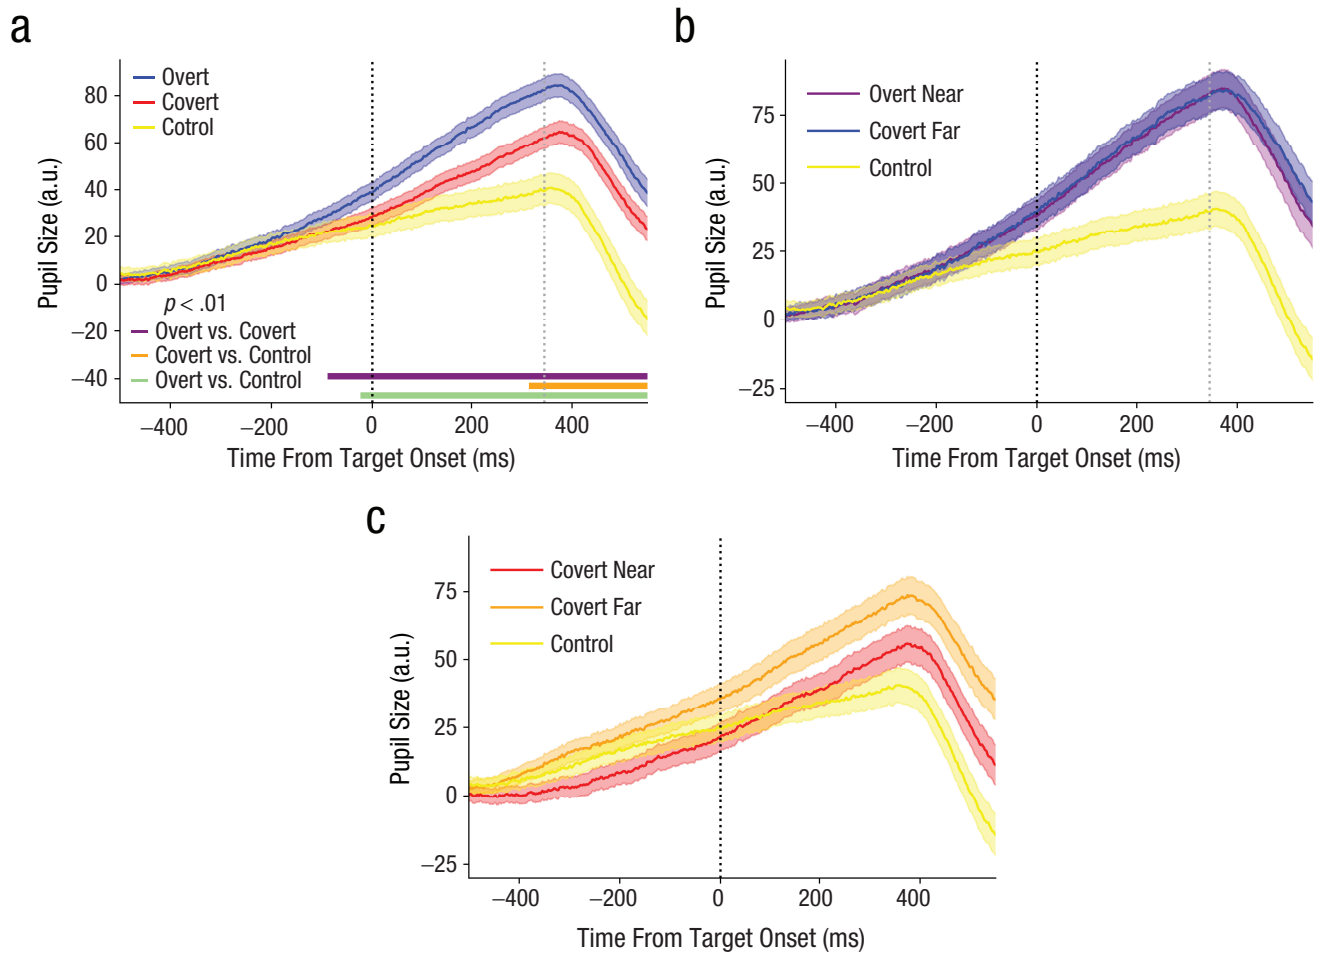 a
Overt
Covert
Cotrol
80
60
40
20
0
−20
−40
Pupil Size (a.u.)
p < .01
Overt vs. Covert
Covert vs. Control
Overt vs. Control
−400 −200 0 200 400
Time From Target Onset (ms)
b
Overt Near
Covert Far
Control
75
50
25
0
−25
Pupil Size (a.u.)
−400 −200 0 200 400
Time From Target Onset (ms)
c
Covert Near
Covert Far
Control
75
50
25
0
−25
Pupil Size (a.u.)
−400 −200 0 200 400
Time From Target Onset (ms)